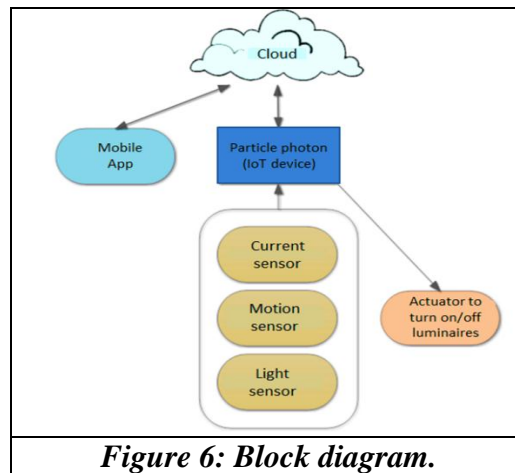 Cloud
Mobile
App
Particle photon
(IoT device)
Current
sensor
Motion
sensor
Light
sensor
Actuator to
turn on/off
luminaires
Figure 6: Block diagram.